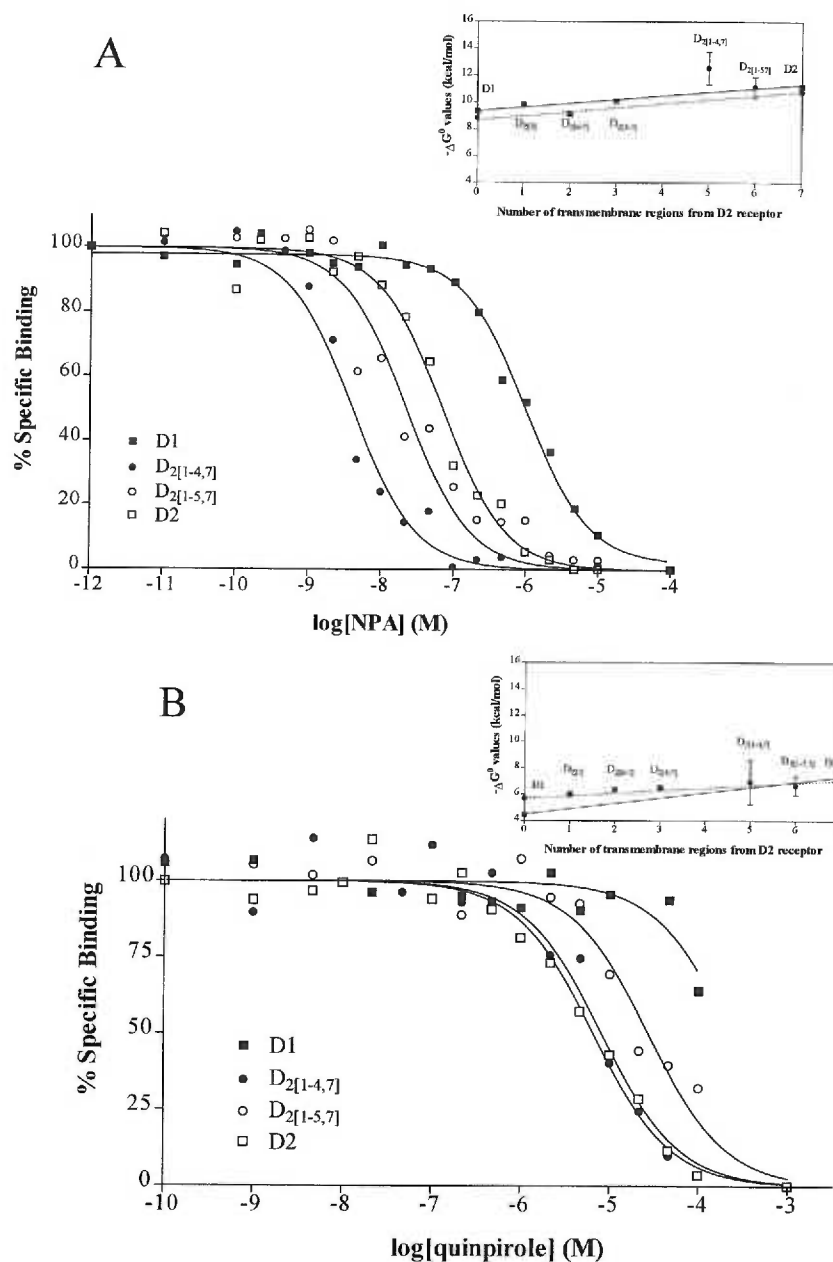 A
16
14
12
10
8
6
4
-ΔG⁰ values (kcal/mol)
D1
D2[1-4,7]
D2[1-57]
D2
0 1 2 3 4 5 6 7
Number of transmembrane regions from D2 receptor
100
80
60
40
20
0
% Specific Binding
D1
D2[1-4,7]
D2[1-5,7]
D2
-12 -11 -10 -9 -8 -7 -6 -5 -4
log[NPA] (M)
B
16
14
12
10
8
6
4
-ΔG⁰ values (kcal/mol)
0 1 2 3 4 5 6
Number of transmembrane regions from D2 receptor
100
75
50
25
0
% Specific Binding
D1
D2[1-4,7]
D2[1-5,7]
D2
-10 -9 -8 -7 -6 -5 -4 -3
log[quinpirole] (M)